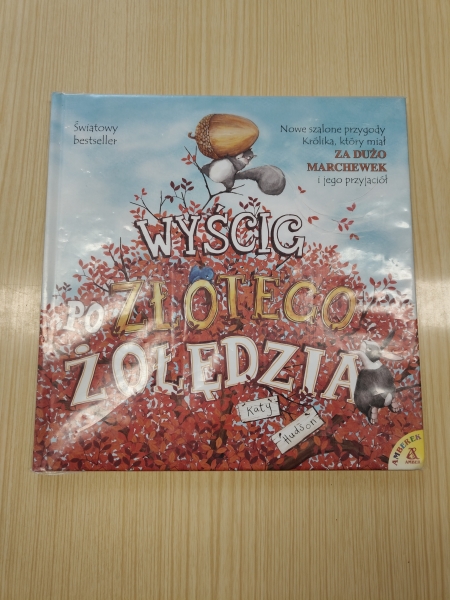 Światowy
bestseller
Nowe szalone przygody
Królika, który miał
ZA DUŻO
MARCHEWEK
i jego przyjaciół
WYŚCIG
PO ZŁOTEGO
ŻOŁĘDZIA
Katy
Hudson
AMBEREK
AMBER